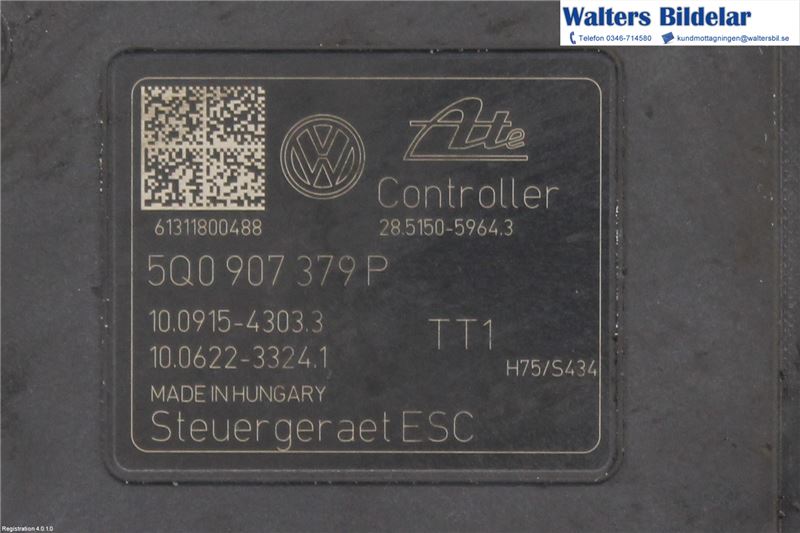 Walters Bildelar
Telefon 0346-714580 kundmottagningen@waltersbil.se
Ate
Controller
61311800488
28.5150-5964.3
5Q0 907 379 P
10.0915-4303.3
10.0622-3324.1
TT1
H75/S434
MADE IN HUNGARY
Steuergeraet ESC
Registration 4.0.1.0